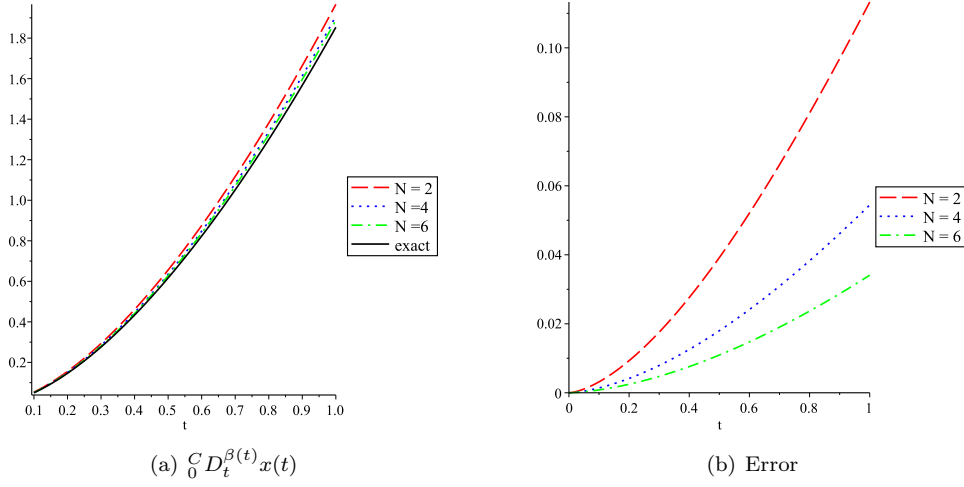 1.8
1.6
1.4
1.2
1.0
0.8
0.6
0.4
0.2
0.1 0.2 0.3 0.4 0.5 0.6 0.7 0.8 0.9 1.0
t
N = 2
N =4
N =6
exact
(a) ${}_0^C D_t^{\beta(t)} x(t)$
0.10
0.08
0.06
0.04
0.02
0
0 0.2 0.4 0.6 0.8 1
t
N = 2
N = 4
N = 6
(b) Error